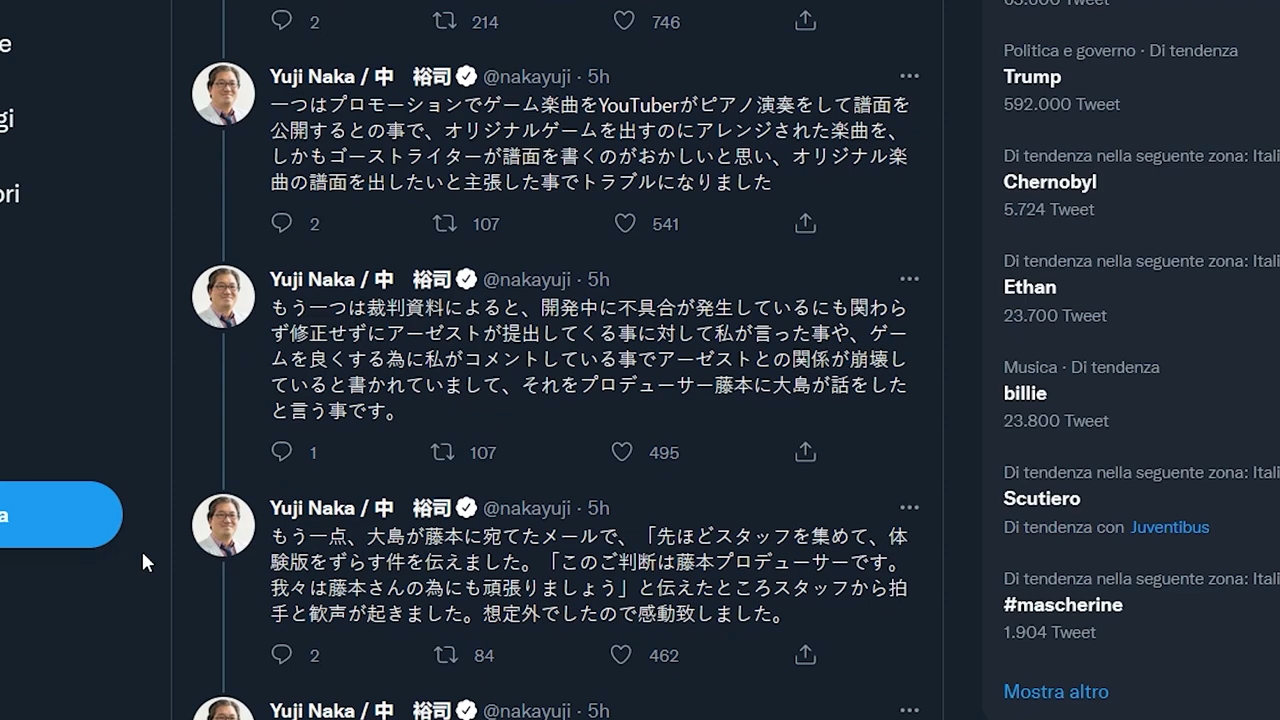 2 214 746
Yuji Naka / 中　裕司 @nakayuji · 5h
一つはプロモーションでゲーム楽曲をYouTuberがピアノ演奏をして譜面を
公開するとの事で、オリジナルゲームを出すのにアレンジされた楽曲を、
しかもゴーストライターが譜面を書くのがおかしいと思い、オリジナル楽
曲の譜面を出したいと主張した事でトラブルになりました
2 107 541
Yuji Naka / 中　裕司 @nakayuji · 5h
もう一つは裁判資料によると、開発中に不具合が発生しているにも関わら
ず修正せずにアーゼストが提出してくる事に対して私が言った事や、ゲー
ムを良くする為に私がコメントしている事でアーゼストとの関係が崩壊し
ていると書かれていまして、それをプロデューサー藤本に大島が話をした
と言う事です。
1 107 495
Yuji Naka / 中　裕司 @nakayuji · 5h
もう一点、大島が藤本に宛てたメールで、「先ほどスタッフを集めて、体
験版をずらす件を伝えました。「このご判断は藤本プロデューサーです。
我々は藤本さんの為にも頑張りましょう」と伝えたところスタッフから拍
手と歓声が起きました。想定外でしたので感動致しました。
2 84 462
Yuji Naka / 中　裕司 @nakayuji · 5h
e
gi
ori
a
Politica e governo · Di tendenza
Trump
592.000 Tweet
Di tendenza nella seguente zona: Itali
Chernobyl
5.724 Tweet
Di tendenza nella seguente zona: Itali
Ethan
23.700 Tweet
Musica · Di tendenza
billie
23.800 Tweet
Di tendenza nella seguente zona: Itali
Scutiero
Di tendenza con Juventibus
Di tendenza nella seguente zona: Itali
#mascherine
1.904 Tweet
Mostra altro